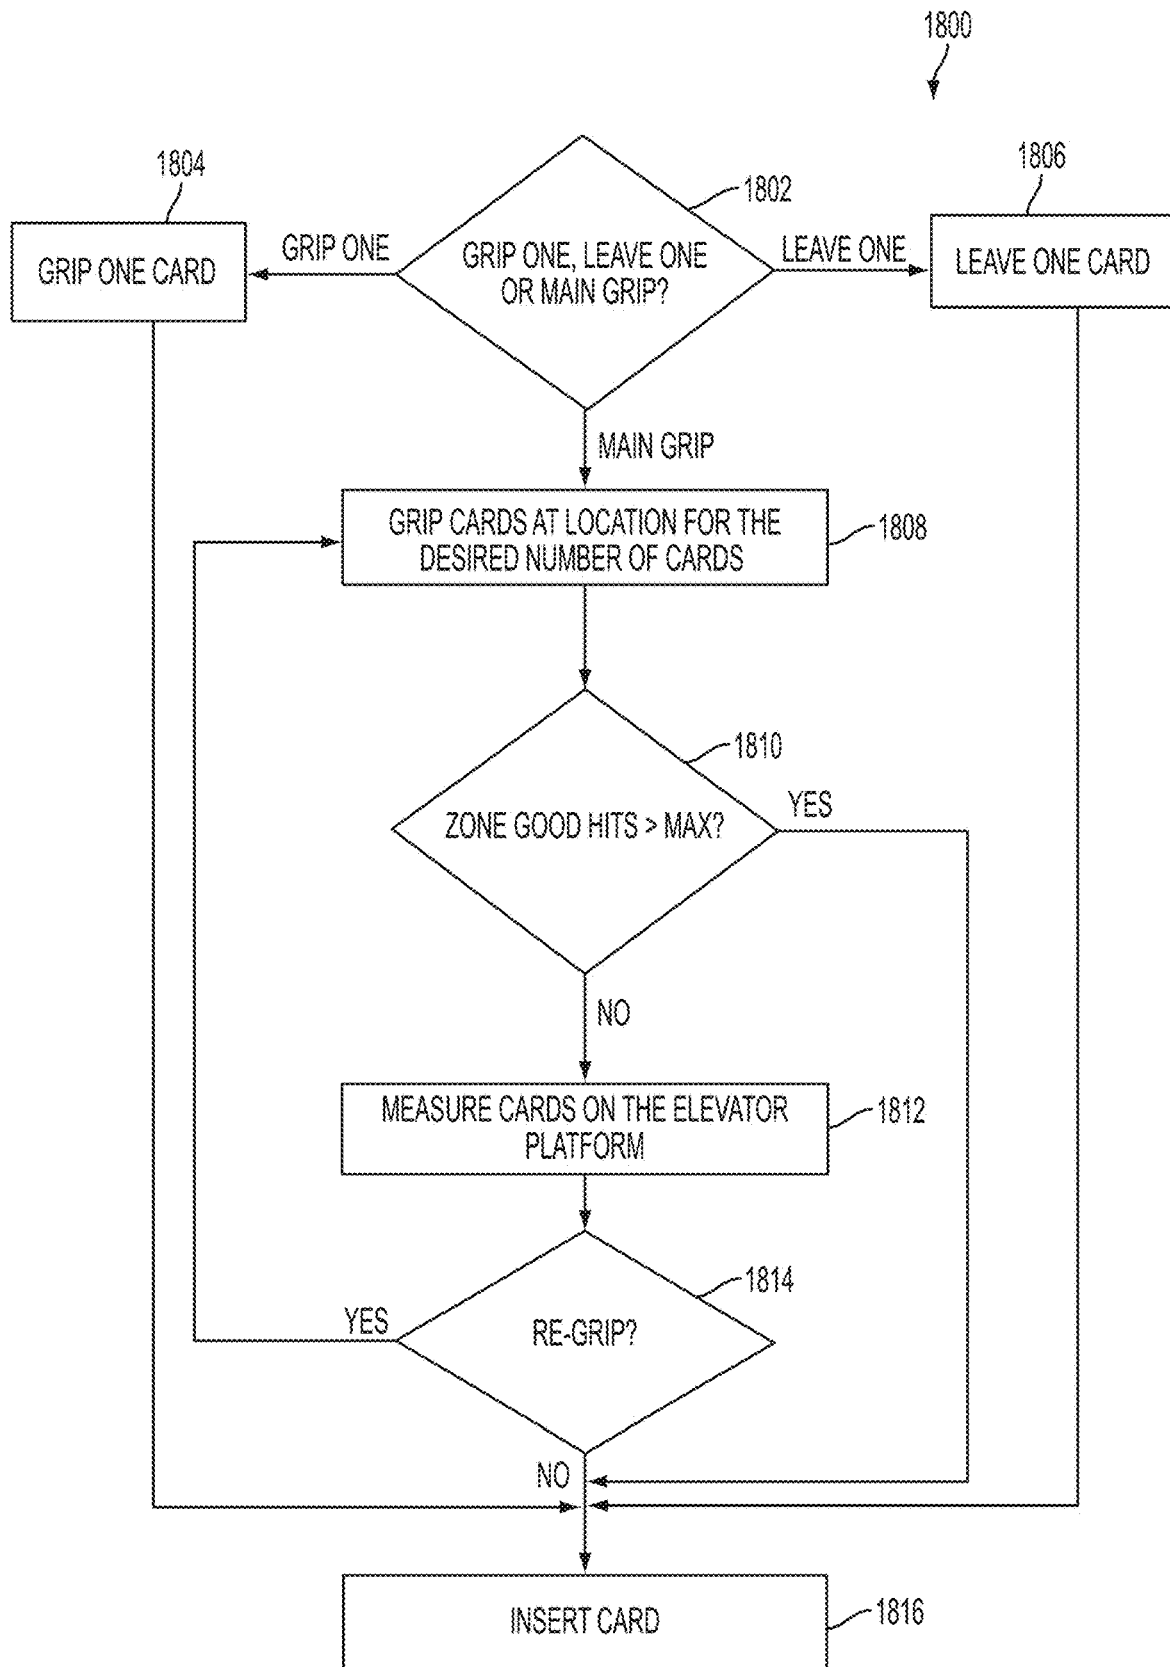 1800
1804
1802
1806
GRIP ONE
LEAVE ONE
GRIP ONE CARD
GRIP ONE, LEAVE ONE
OR MAIN GRIP?
LEAVE ONE CARD
MAIN GRIP
GRIP CARDS AT LOCATION FOR THE
DESIRED NUMBER OF CARDS
1808
1810
ZONE GOOD HITS > MAX?
YES
NO
MEASURE CARDS ON THE ELEVATOR
PLATFORM
1812
1814
YES
RE-GRIP?
NO
INSERT CARD
1816